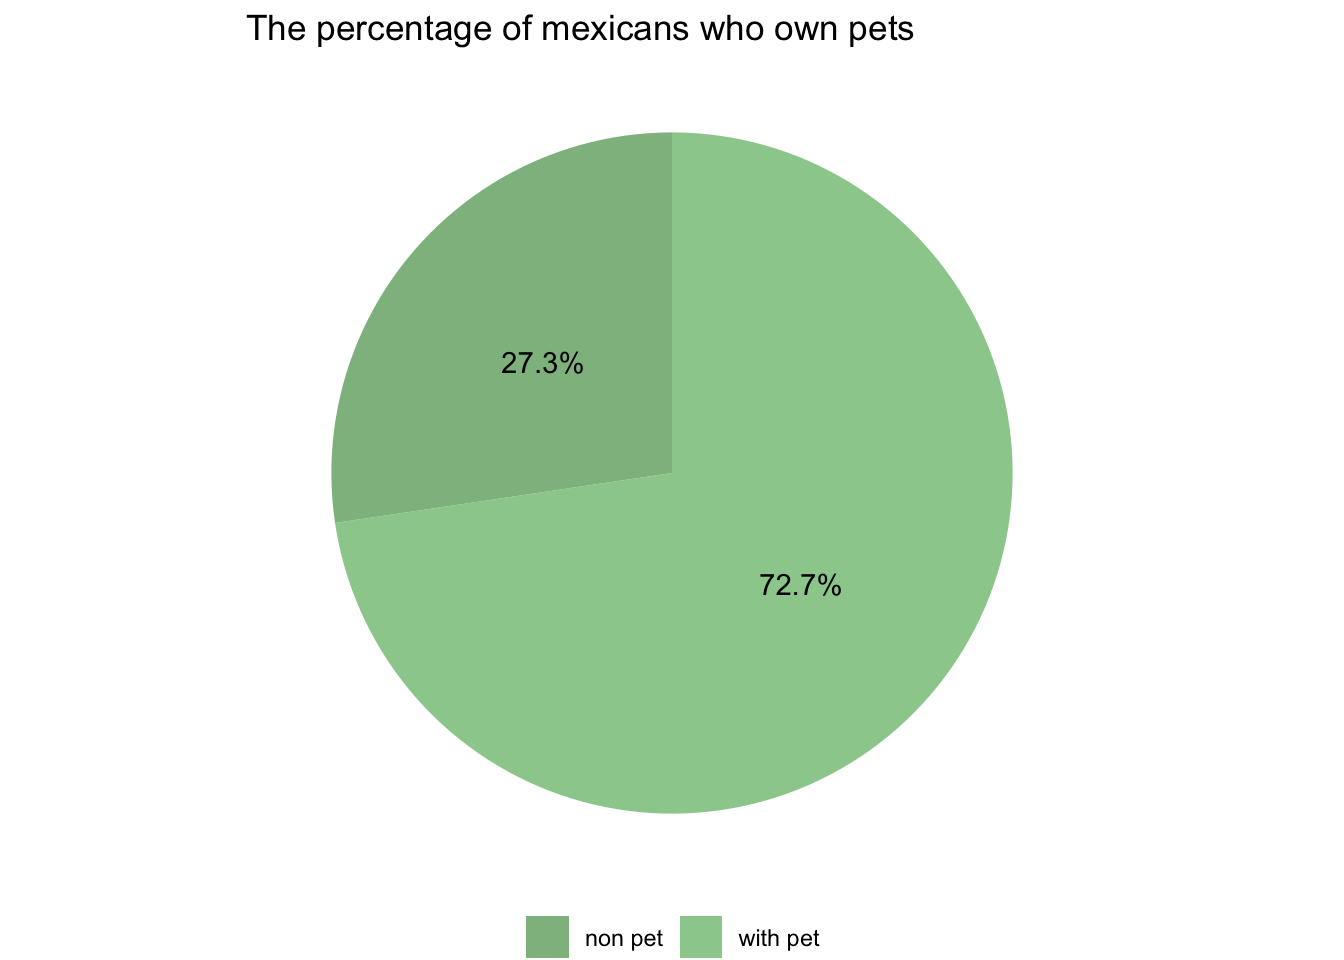 The percentage of mexicans who own pets
27.3%
72.7%
non pet
with pet